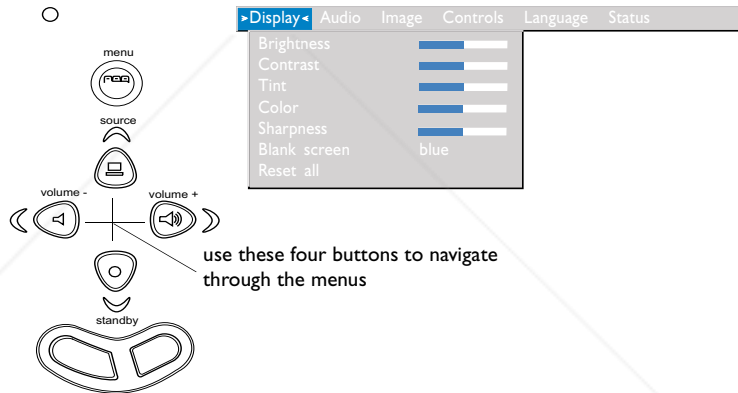 ►Display◄ Audio Image Controls Language Status
Brightness
Contrast
Tint
Color
Sharpness
Blank screen blue
Reset all
menu
source
volume -
volume +
use these four buttons to navigate
through the menus
standby